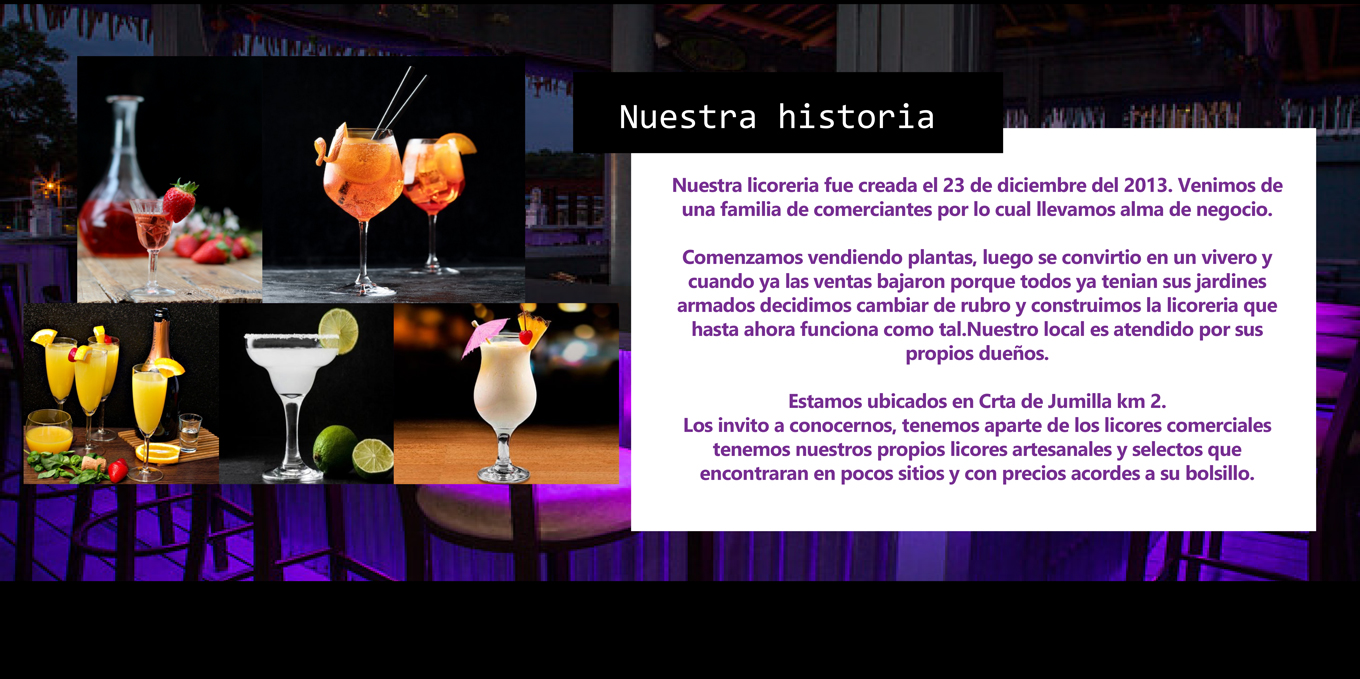 Nuestra historia
Nuestra licoreria fue creada el 23 de diciembre del 2013. Venimos de
una familia de comerciantes por lo cual llevamos alma de negocio.
Comenzamos vendiendo plantas, luego se convirtio en un vivero y
cuando ya las ventas bajaron porque todos ya tenian sus jardines
armados decidimos cambiar de rubro y construimos la licoreria que
hasta ahora funciona como tal.Nuestro local es atendido por sus
propios dueños.
Estamos ubicados en Crta de Jumilla km 2.
Los invito a conocernos, tenemos aparte de los licores comerciales
tenemos nuestros propios licores artesanales y selectos que
encontraran en pocos sitios y con precios acordes a su bolsillo.